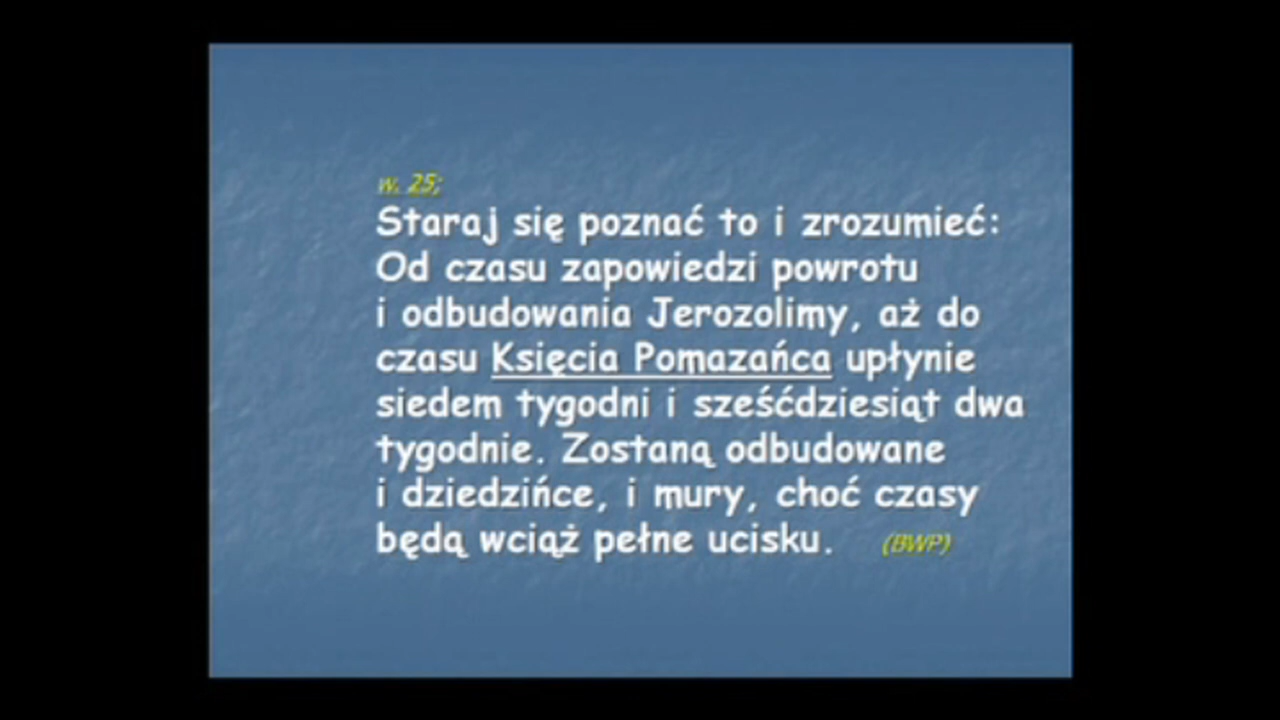 w. 25;
Staraj się poznać to i zrozumieć:
Od czasu zapowiedzi powrotu
i odbudowania Jerozolimy, aż do
czasu Księcia Pomazańca upłynie
siedem tygodni i sześćdziesiąt dwa
tygodnie. Zostaną odbudowane
i dziedzińce, i mury, choć czasy
będą wciąż pełne ucisku. (BWP)